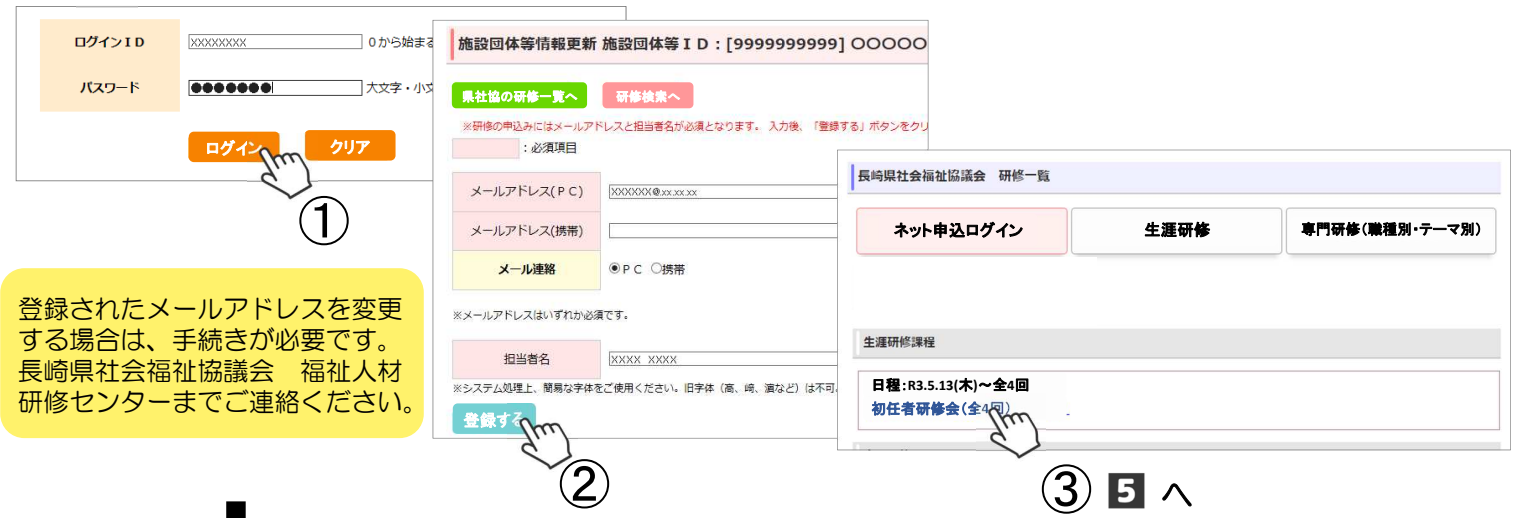 ログインＩＤ
XXXXXXXX
０から始まる
パスワード
●●●●●●●
大文字・小文
ログイン
クリア
①
登録されたメールアドレスを変更
する場合は、手続きが必要です。
長崎県社会福祉協議会　福祉人材
研修センターまでご連絡ください。
施設団体等情報更新 施設団体等ＩＤ：[9999999999] OOOOO
県社協の研修一覧へ
研修検索へ
※研修の申込みにはメールアドレスと担当者名が必須となります。 入力後、「登録する」ボタンをクリ
：必須項目
メールアドレス(ＰＣ)
XXXXXX@xx.xx.xx
メールアドレス(携帯)
メール連絡
◉ＰＣ ○携帯
※メールアドレスはいずれか必須です。
担当者名
XXXX XXXX
※システム処理上、簡易な字体をご使用ください。旧字体（髙、﨑、濵など）は不可。
登録する
②
長崎県社会福祉協議会　研修一覧
ネット申込ログイン
生涯研修
専門研修（職種別・テーマ別）
生涯研修課程
日程：R3.5.13(木)～全4回
初任者研修会（全4回）
③ 5 へ